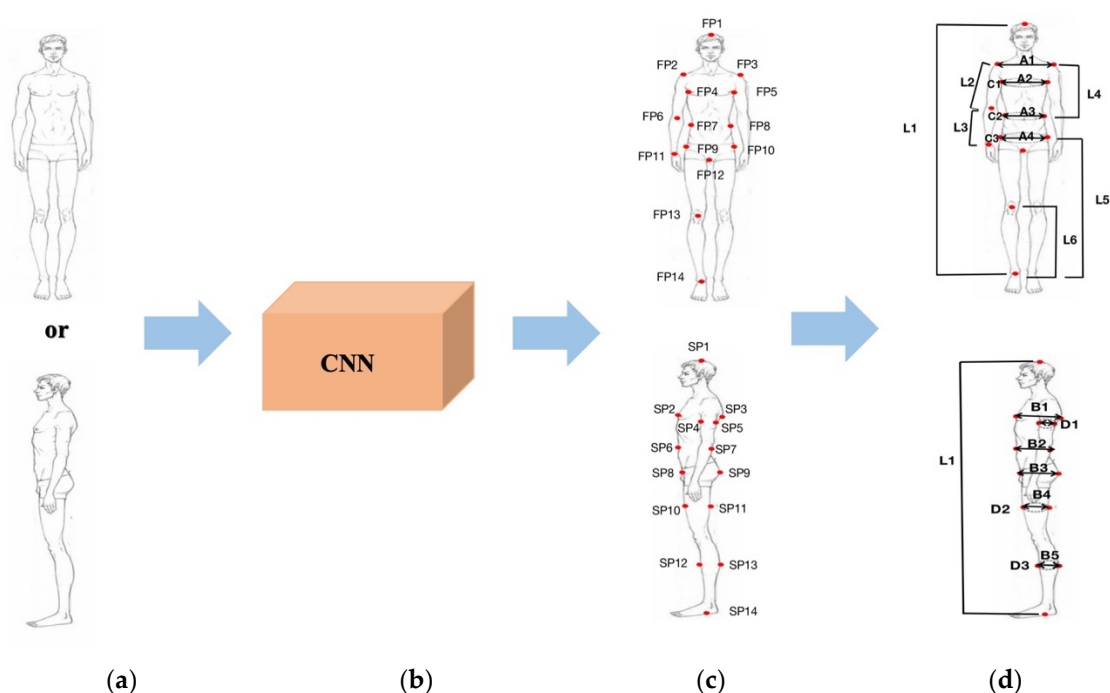 or
CNN
FP1
FP2
FP3
FP4
FP5
FP6
FP7
FP8
FP9
FP10
FP11
FP12
FP13
FP14
SP1
SP2
SP3
SP4
SP5
SP6
SP7
SP8
SP9
SP10
SP11
SP12
SP13
SP14
A1
L2
C1
A2
L4
L1
C2
A3
L3
C3
A4
L5
L6
B1
D1
B2
L1
B3
B4
D2
B5
D3
(a)
(b)
(c)
(d)